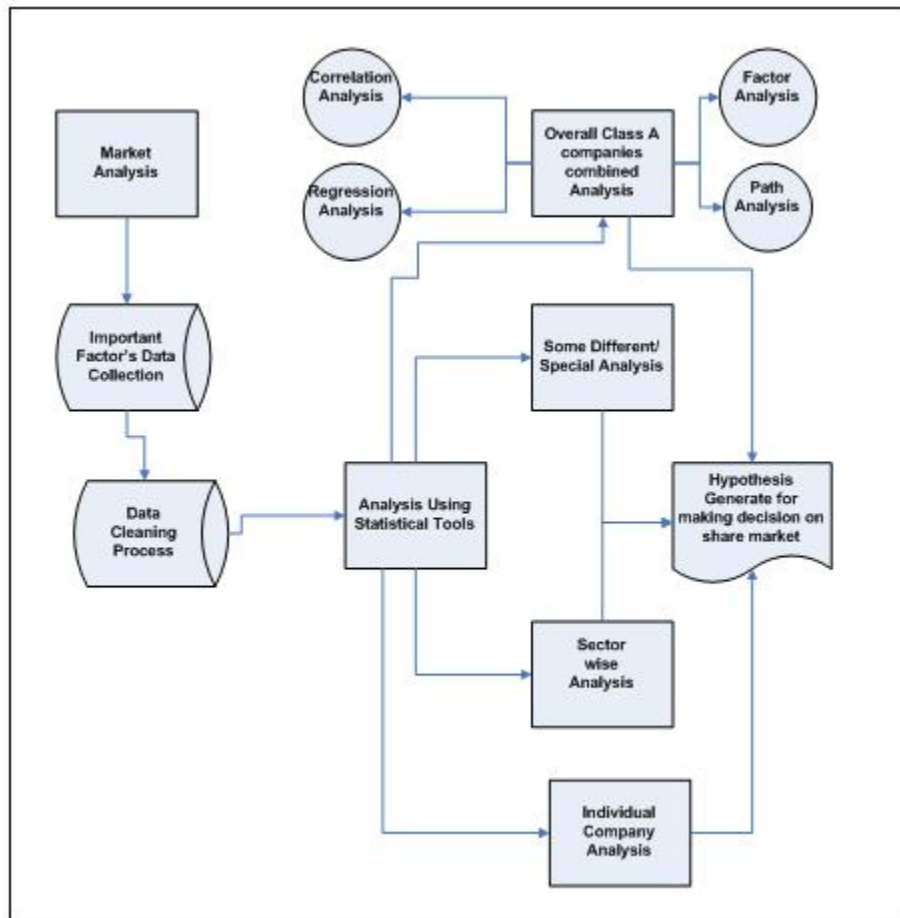 Market
Analysis
Important
Factor's Data
Collection
Data
Cleaning
Process
Analysis Using
Statistical Tools
Correlation
Analysis
Regression
Analysis
Overall Class A
companies
combined
Analysis
Factor
Analysis
Path
Analysis
Some Different/
Special Analysis
Sector
wise
Analysis
Individual
Company
Analysis
Hypothesis
Generate for
making decision on
share market